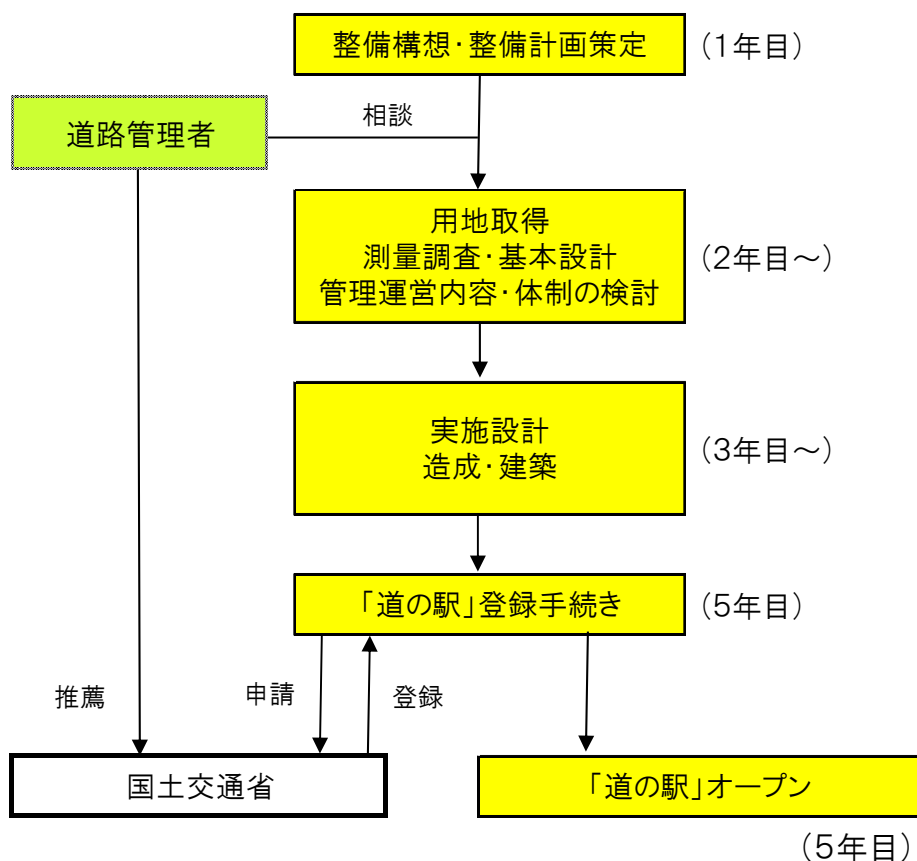 整備構想・整備計画策定
(1年目)
相談
道路管理者
用地取得
測量調査・基本設計
管理運営内容・体制の検討
(2年目～)
実施設計
造成・建築
(3年目～)
「道の駅」登録手続き
(5年目)
推薦
申請
登録
国土交通省
「道の駅」オープン
(5年目)